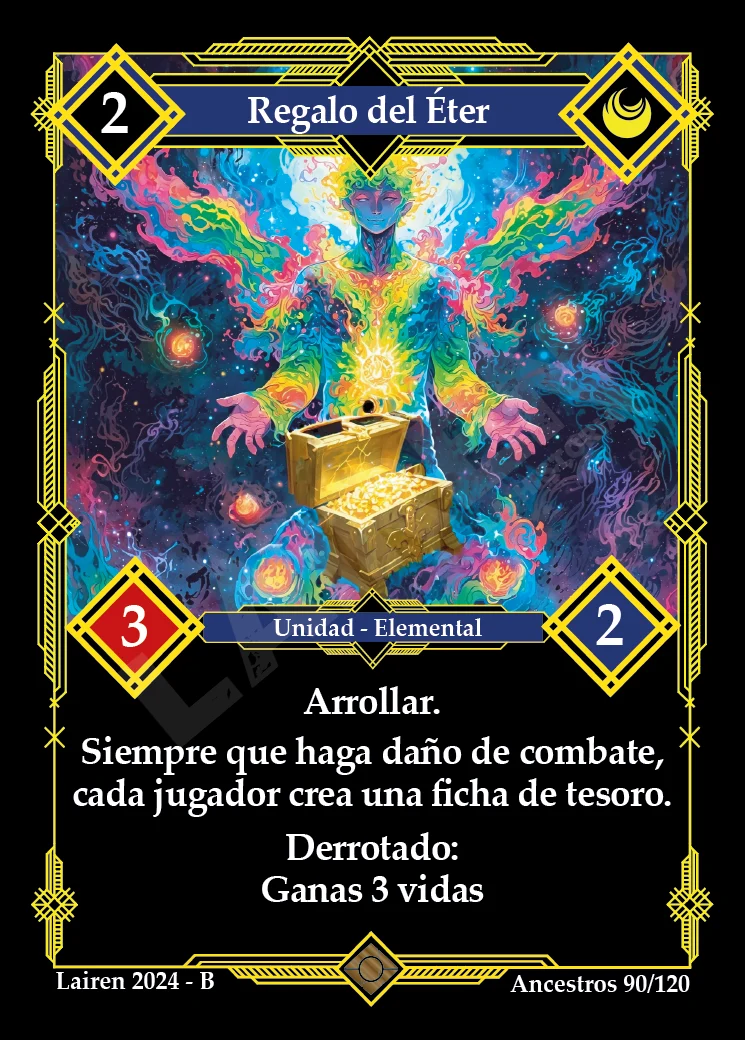 2
Regalo del Éter
3
Unidad - Elemental
2
Arrollar.
Siempre que haga daño de combate,
cada jugador crea una ficha de tesoro.
Derrotado:
Ganas 3 vidas
Lairen 2024 - B
Ancestros 90/120